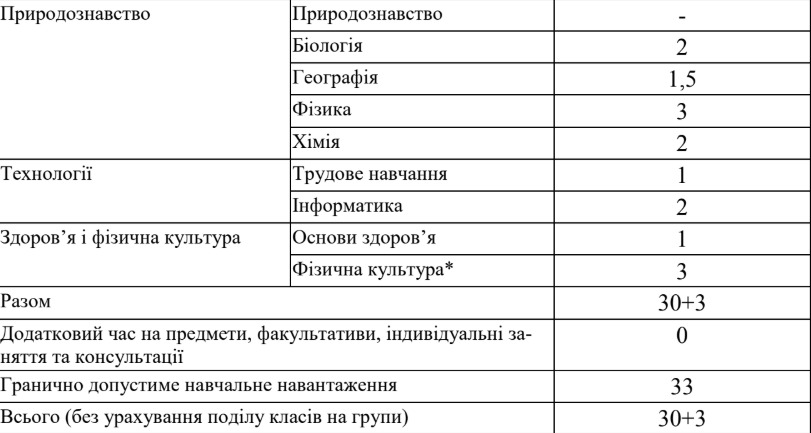 Природознавство Природознавство -
Біологія 2
Географія 1,5
Фізика 3
Хімія 2
Технології Трудове навчання 1
Інформатика 2
Здоров’я і фізична культура Основи здоров’я 1
Фізична культура* 3
Разом 30+3
Додатковий час на предмети, факультативи, індивідуальні за-
няття та консультації 0
Гранично допустиме навчальне навантаження 33
Всього (без урахування поділу класів на групи) 30+3